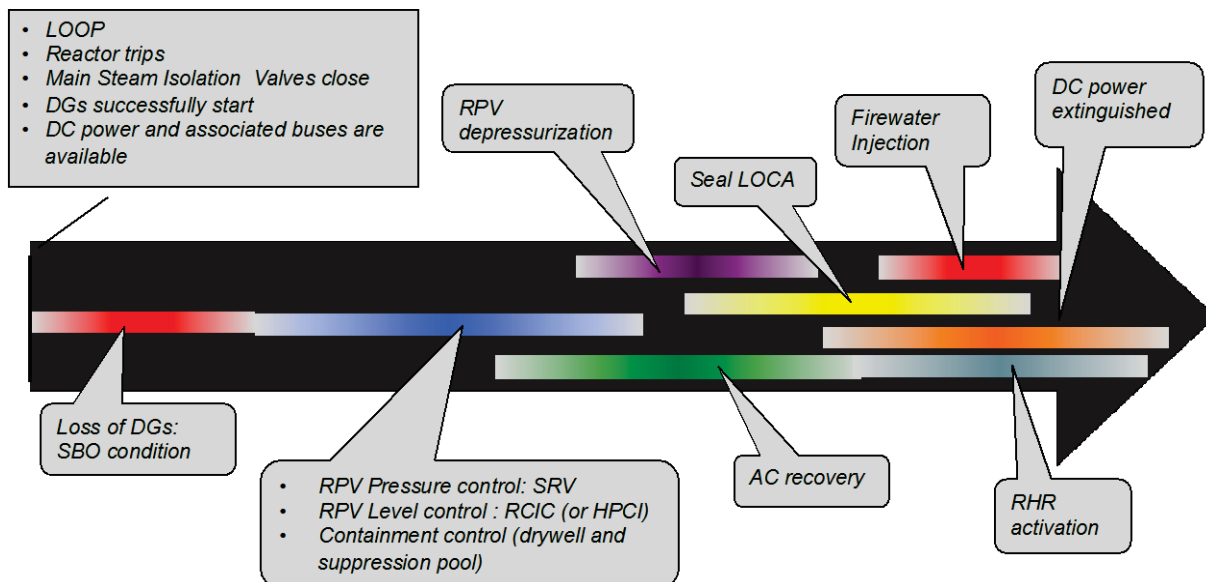 • LOOP
• Reactor trips
• Main Steam Isolation Valves close
• DGs successfully start
• DC power and associated buses are
available
RPV
depressurization
Seal LOCA
Firewater
Injection
DC power
extinguished
Loss of DGs:
SBO condition
• RPV Pressure control: SRV
• RPV Level control : RCIC (or HPCI)
• Containment control (drywell and
suppression pool)
AC recovery
RHR
activation